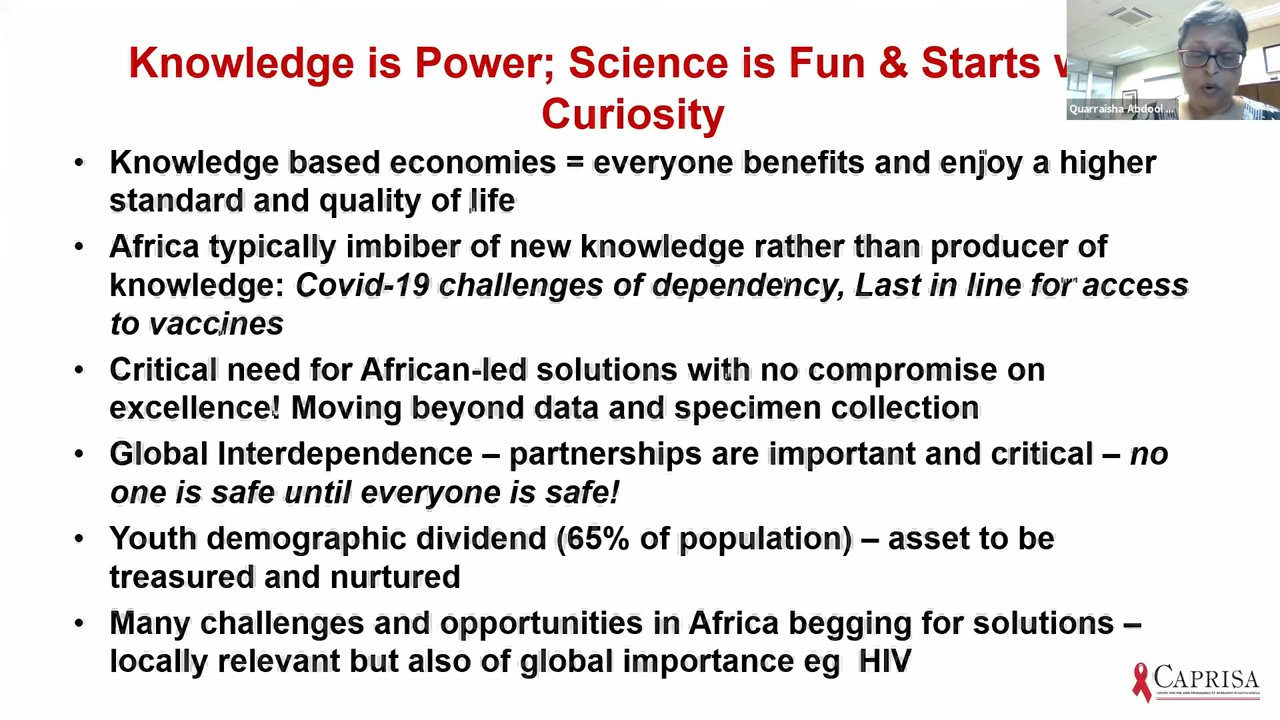 Knowledge is Power; Science is Fun & Starts
Curiosity
Quarraisha Abdool ...
• Knowledge based economies = everyone benefits and enjoy a higher
standard and quality of life
• Africa typically imbiber of new knowledge rather than producer of
knowledge: Covid-19 challenges of dependency, Last in line for access
to vaccines
• Critical need for African-led solutions with no compromise on
excellence! Moving beyond data and specimen collection
• Global Interdependence – partnerships are important and critical – no
one is safe until everyone is safe!
• Youth demographic dividend (65% of population) – asset to be
treasured and nurtured
• Many challenges and opportunities in Africa begging for solutions –
locally relevant but also of global importance eg HIV
CAPRISA